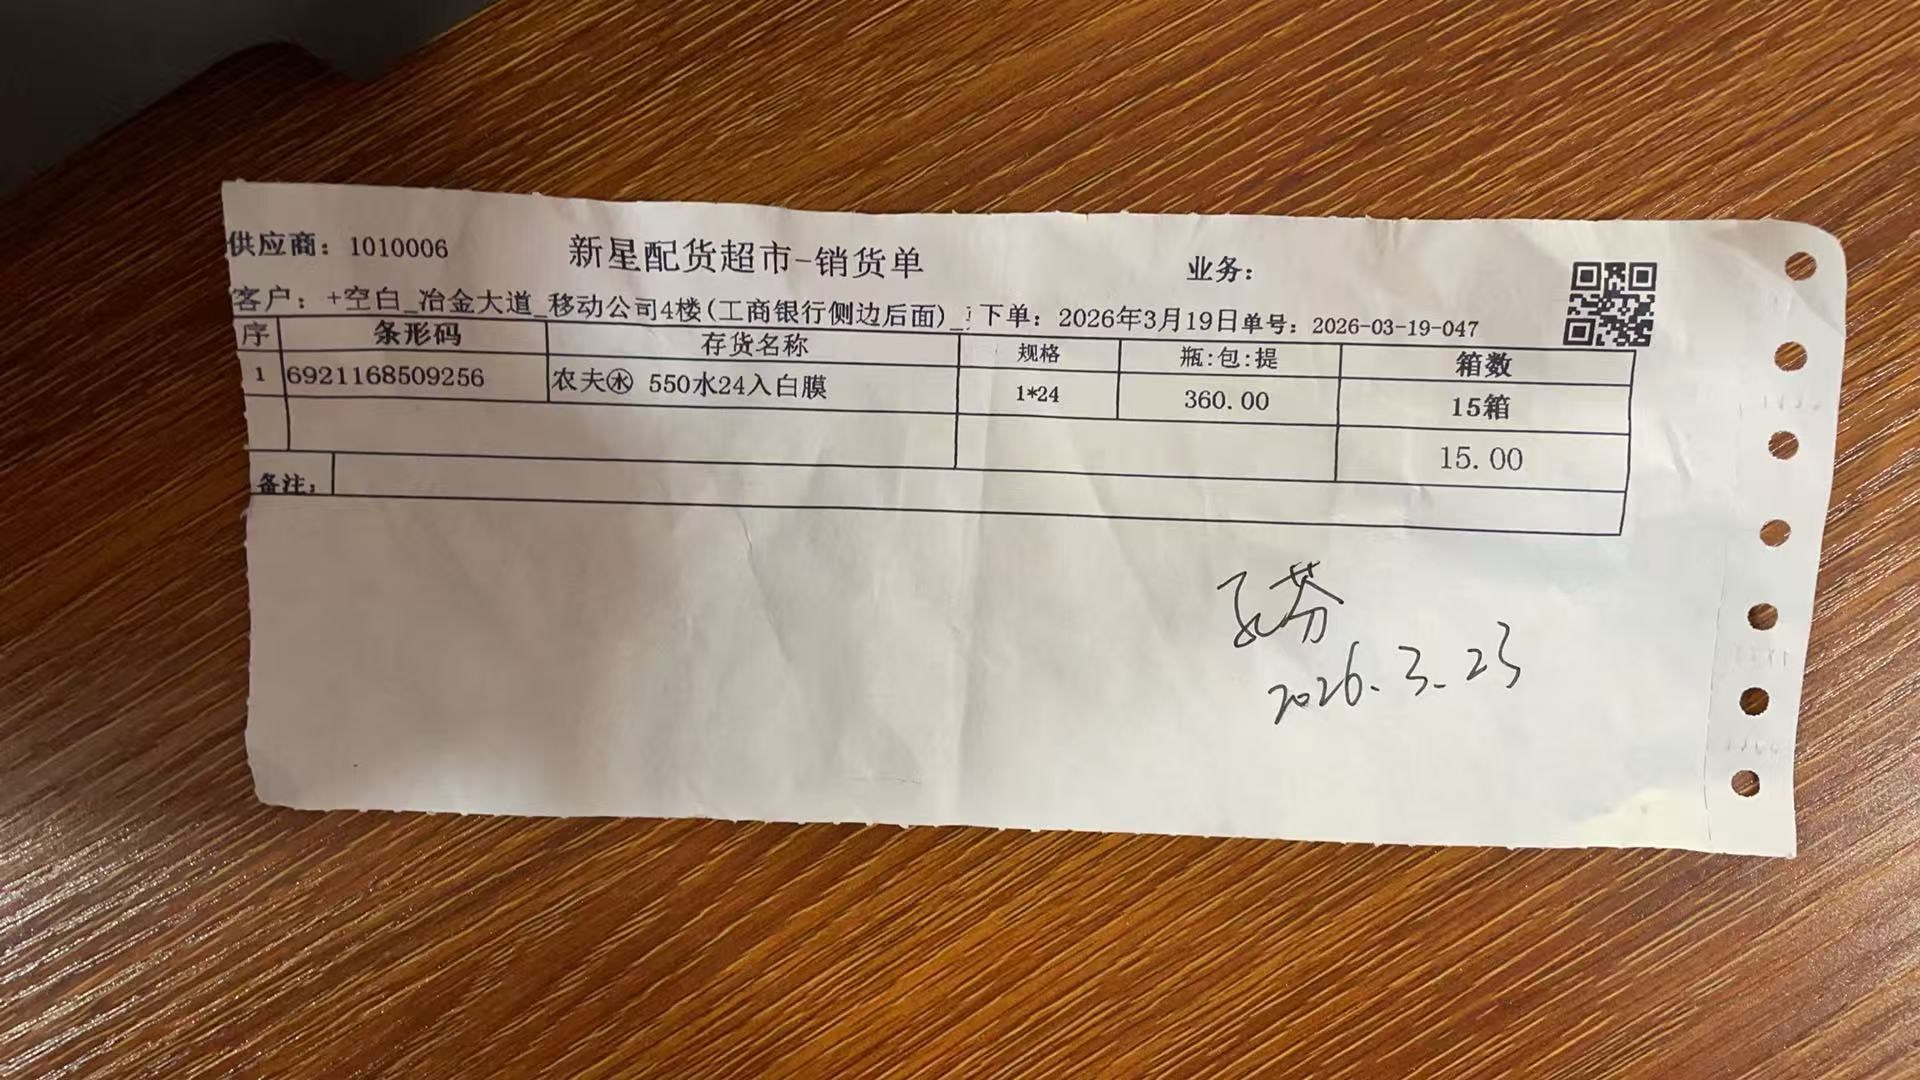 供应商：1010006 新星配货超市-销货单 业务：
客户：+空白_冶金大道_移动公司4楼(工商银行侧边后面)_ 下单：2026年3月19日 单号：2026-03-19-047
序 条形码 存货名称 规格 瓶:包:提 箱数
1 6921168509256 农夫㊌ 550水24入白膜 1*24 360.00 15箱
15.00
备注：
芬
2026.3.23